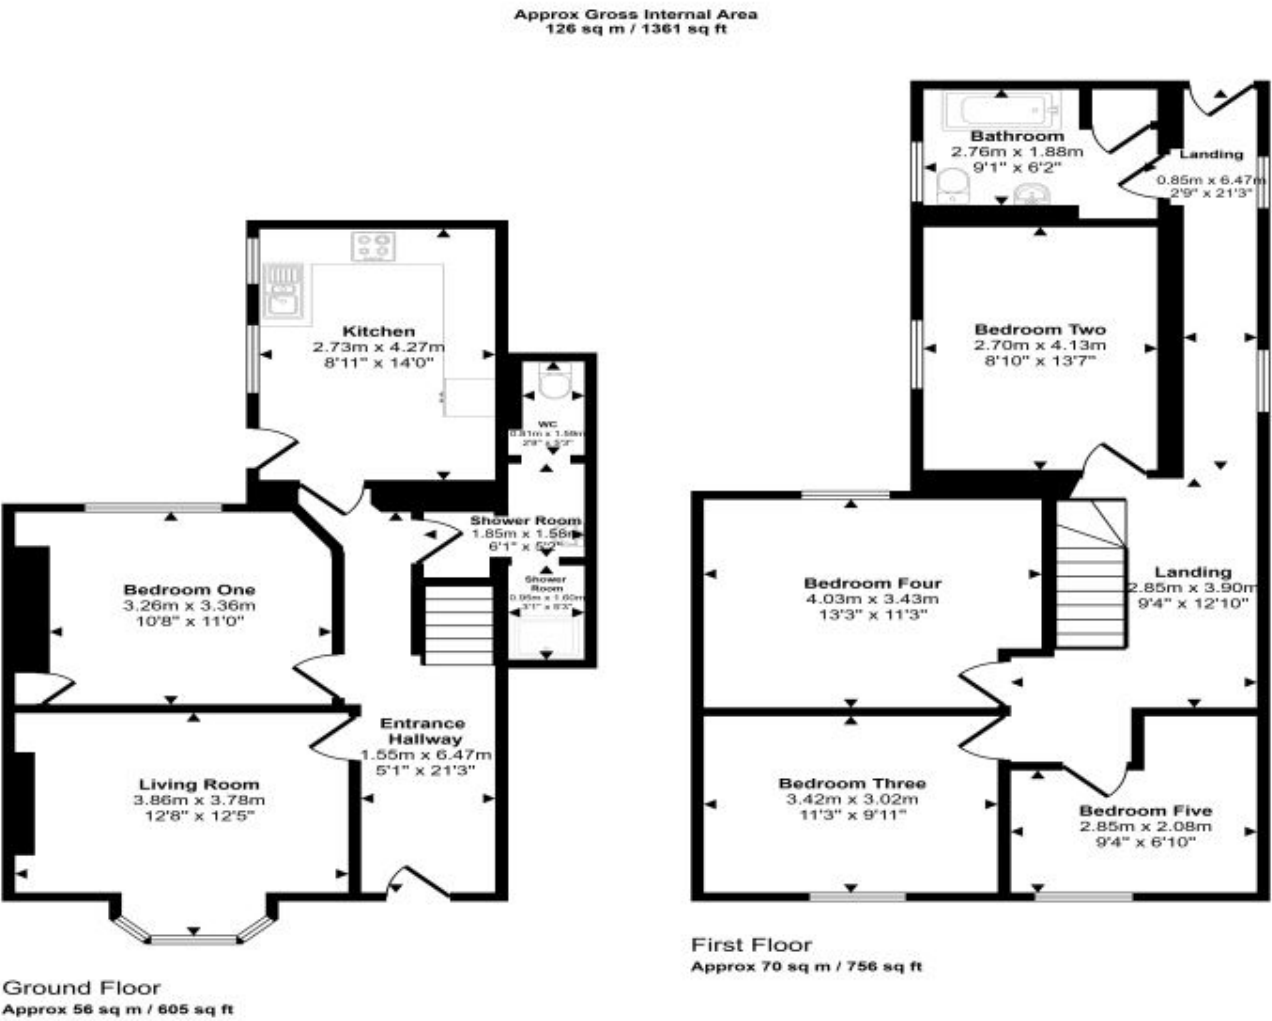 Approx Gross Internal Area
126 sq m / 1361 sq ft
Bathroom
2.76m x 1.88m
9'1" x 6'2"
Landing
0.85m x 6.47m
2'9" x 21'3"
Kitchen
2.73m x 4.27m
8'11" x 14'0"
Bedroom Two
2.70m x 4.13m
8'10" x 13'7"
WC
Shower Room
1.85m x 1.58m
6'1" x 5'2"
Shower
Room
Bedroom One
3.26m x 3.36m
10'8" x 11'0"
Bedroom Four
4.03m x 3.43m
13'3" x 11'3"
Landing
2.85m x 3.90m
9'4" x 12'10"
Entrance
Hallway
1.55m x 6.47m
5'1" x 21'3"
Living Room
3.86m x 3.78m
12'8" x 12'5"
Bedroom Three
3.42m x 3.02m
11'3" x 9'11"
Bedroom Five
2.85m x 2.08m
9'4" x 6'10"
First Floor
Approx 70 sq m / 756 sq ft
Ground Floor
Approx 56 sq m / 605 sq ft